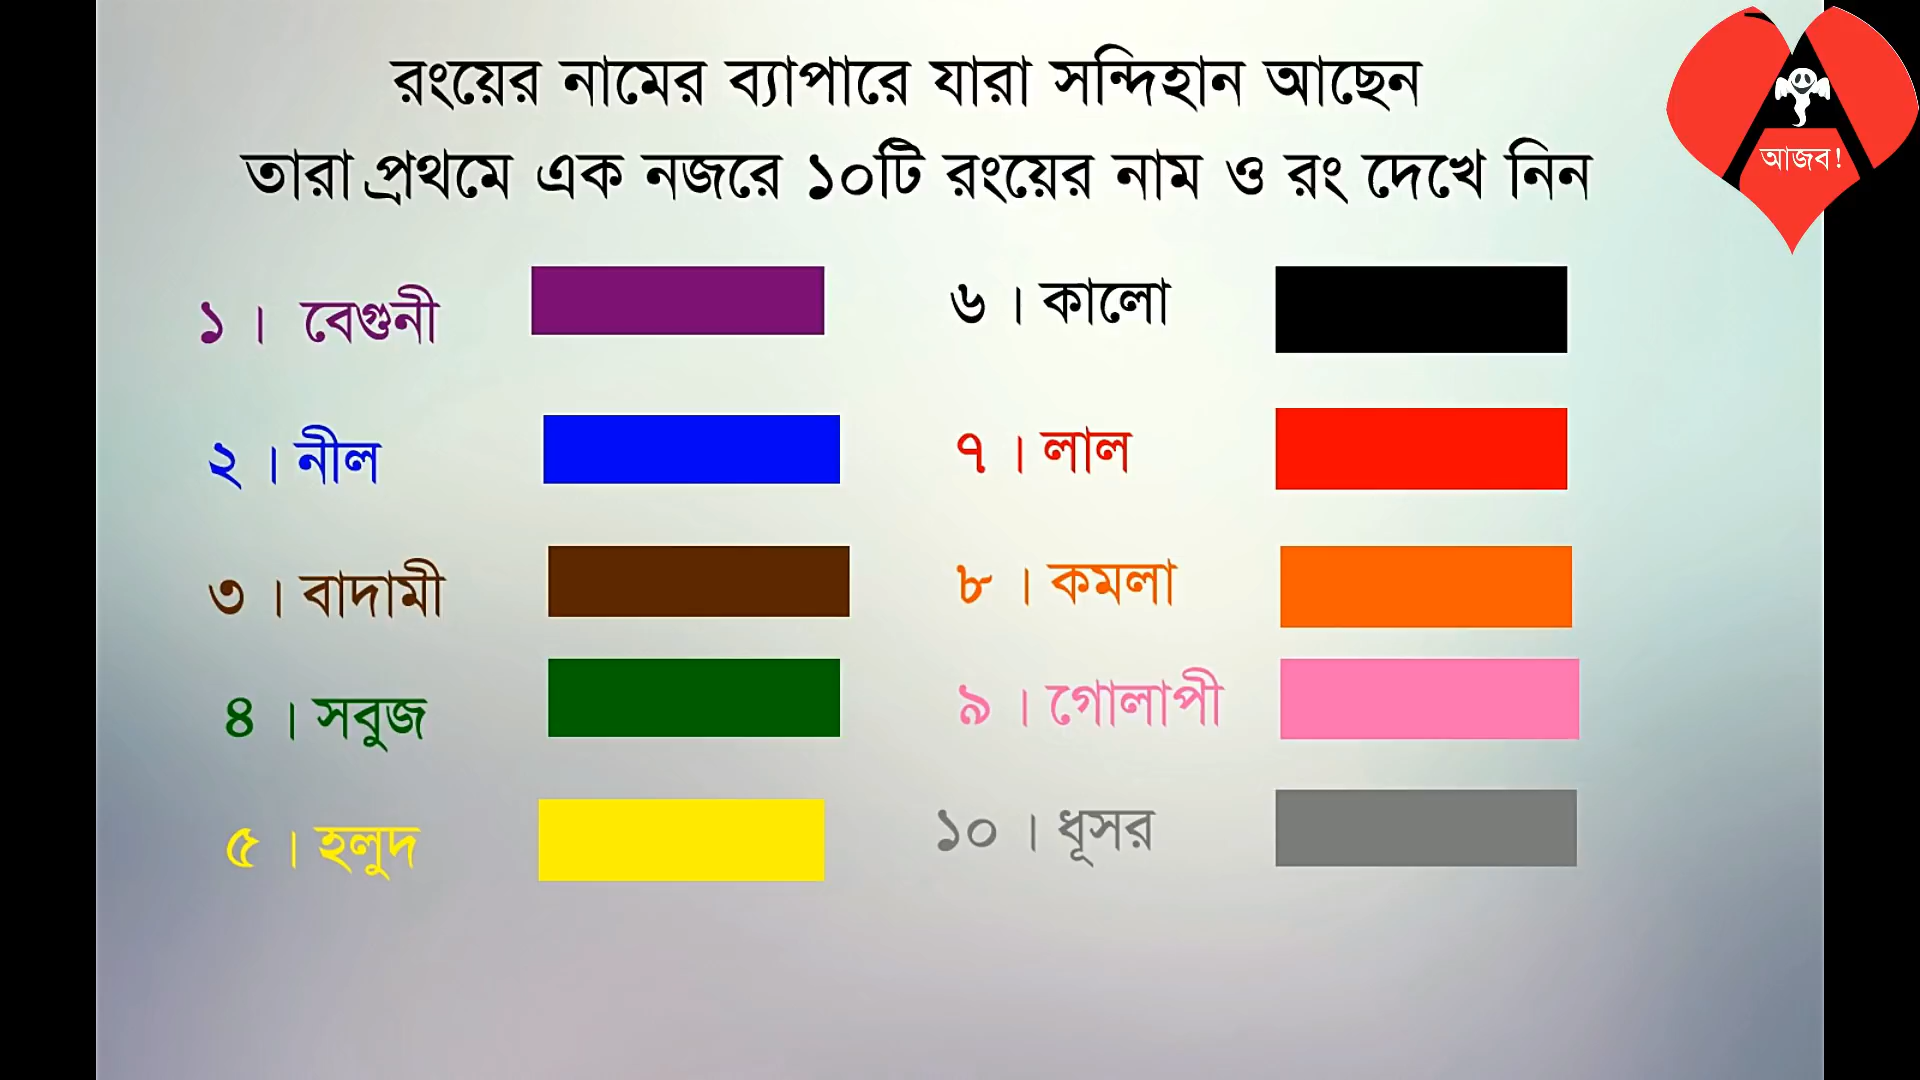 রংয়ের নামের ব্যাপারে যারা সন্দিহান আছেন
তারা প্রথমে এক নজরে ১০টি রংয়ের নাম ও রং দেখে নিন
আজব!
১ । বেগুনী
২ । নীল
৩ । বাদামী
৪ । সবুজ
৫ । হলুদ
৬ । কালো
৭ । লাল
৮ । কমলা
৯ । গোলাপী
১০ । ধূসর